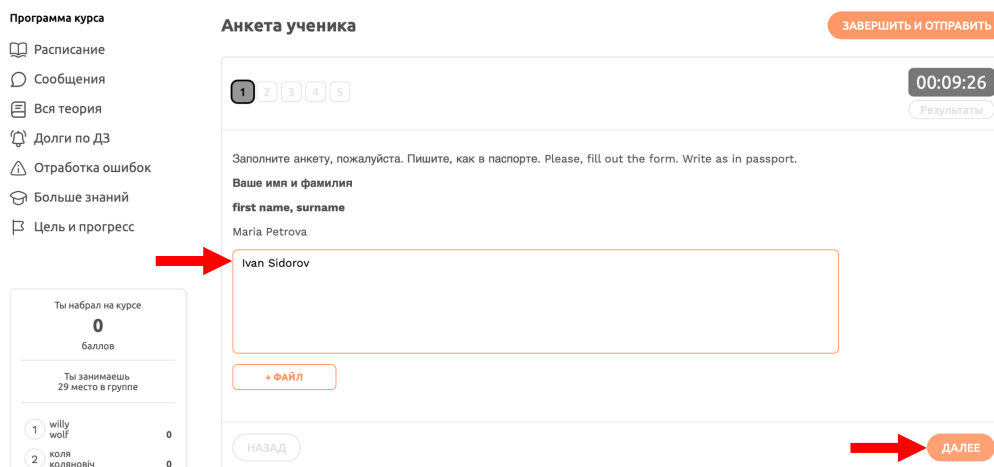 Программа курса
Расписание
Сообщения
Вся теория
Долги по ДЗ
Отработка ошибок
Больше знаний
Цель и прогресс
Ты набрал на курсе
0
баллов
Ты занимаешь
29 место в группе
1 willy
wolf 0
2 коля
коляновіч 0
Анкета ученика
ЗАВЕРШИТЬ И ОТПРАВИТЬ
1 2 3 4 5
00:09:26
Результаты
Заполните анкету, пожалуйста. Пишите, как в паспорте. Please, fill out the form. Write as in passport.
Ваше имя и фамилия
first name, surname
Maria Petrova
Ivan Sidorov
+ ФАЙЛ
НАЗАД
ДАЛЕЕ